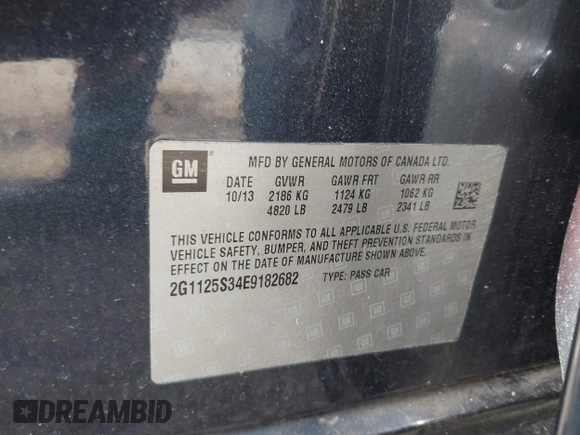 GM
MFD BY GENERAL MOTORS OF CANADA LTD.
DATE GVWR GAWR FRT GAWR RR
10/13 2186 KG 1124 KG 1062 KG
4820 LB 2479 LB 2341 LB
THIS VEHICLE CONFORMS TO ALL APPLICABLE U.S. FEDERAL MOTOR
VEHICLE SAFETY, BUMPER, AND THEFT PREVENTION STANDARDS IN
EFFECT ON THE DATE OF MANUFACTURE SHOWN ABOVE.
2G1125S34E9182682 TYPE: PASS CAR
DREAMBID